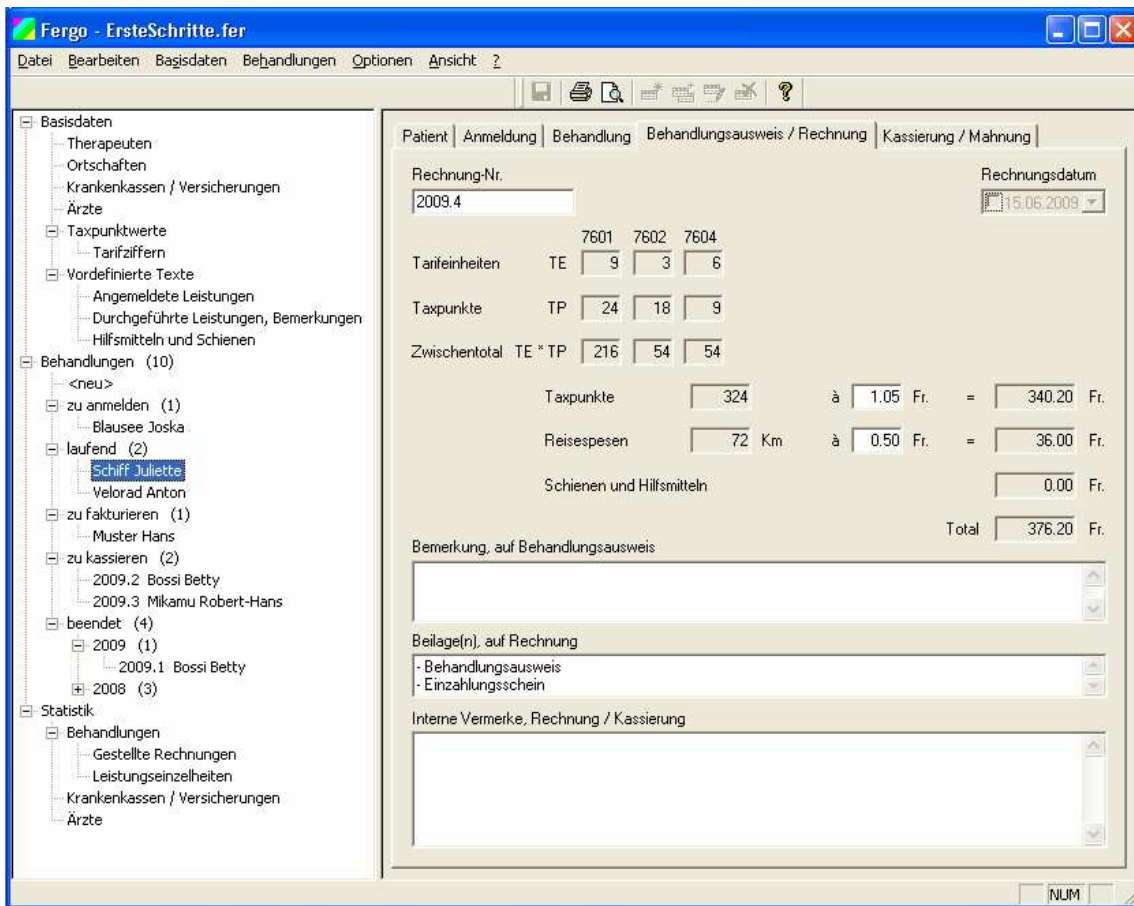 Fergo - ErsteSchritte.fer
Datei Bearbeiten Basisdaten Behandlungen Optionen Ansicht ?
Basisdaten
Therapeuten
Ortschaften
Krankenkassen / Versicherungen
Ärzte
Taxpunktwerte
Tarifziffern
Vordefinierte Texte
Angemeldete Leistungen
Durchgeführte Leistungen, Bemerkungen
Hilfsmitteln und Schienen
Behandlungen (10)
<neu>
zu anmelden (1)
Blausee Joska
laufend (2)
Schiff Juliette
Velorad Anton
zu fakturieren (1)
Muster Hans
zu kassieren (2)
2009.2 Bossi Betty
2009.3 Mikamu Robert-Hans
beendet (4)
2009 (1)
2009.1 Bossi Betty
2008 (3)
Statistik
Behandlungen
Gestellte Rechnungen
Leistungseinzelheiten
Krankenkassen / Versicherungen
Ärzte
Patient Anmeldung Behandlung Behandlungsausweis / Rechnung Kassierung / Mahnung
Rechnung-Nr. Rechnungsdatum
2009.4 15.06.2009
7601 7602 7604
Tarifeinheiten TE 9 3 6
Taxpunkte TP 24 18 9
Zwischentotal TE * TP 216 54 54
Taxpunkte 324 à 1.05 Fr. = 340.20 Fr.
Reisespesen 72 Km à 0.50 Fr. = 36.00 Fr.
Schienen und Hilfsmitteln 0.00 Fr.
Total 376.20 Fr.
Bemerkung, auf Behandlungsausweis
Beilage(n), auf Rechnung
- Behandlungsausweis
- Einzahlungsschein
Interne Vermerke, Rechnung / Kassierung
NUM